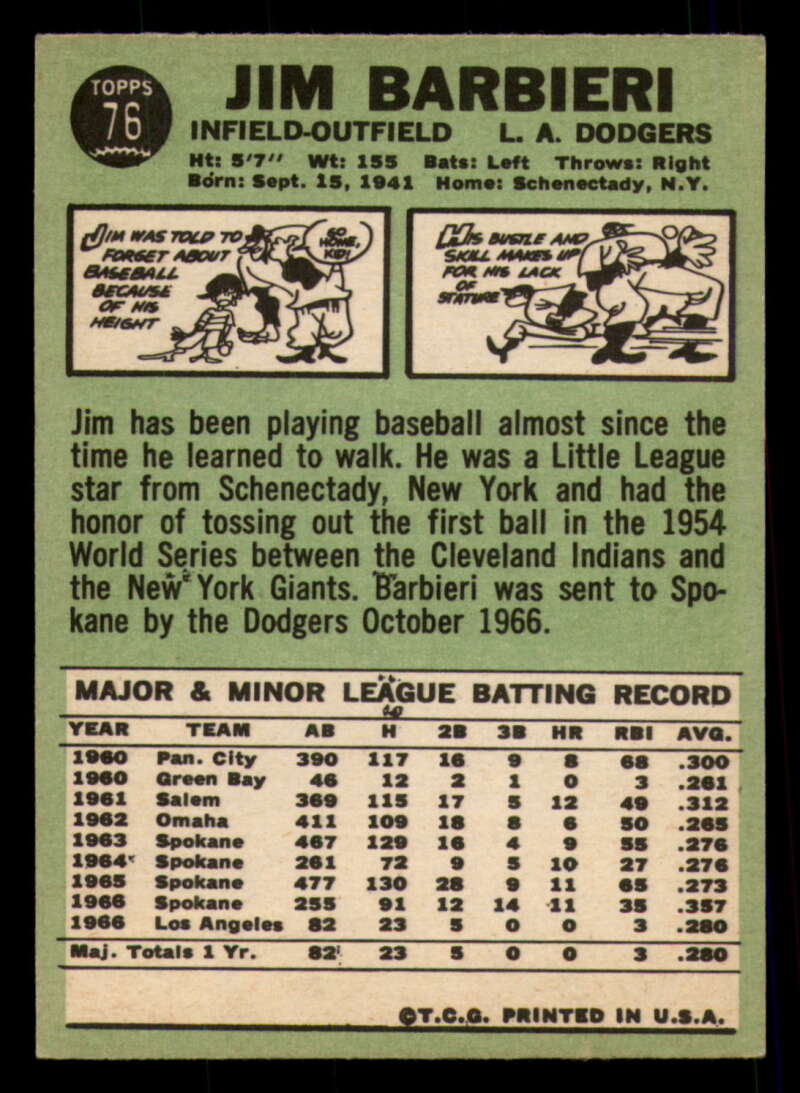 TOPPS
76
JIM BARBIERI
INFIELD-OUTFIELD L. A. DODGERS
Ht: 5'7" Wt: 155 Bats: Left Throws: Right
Born: Sept. 15, 1941 Home: Schenectady, N.Y.
JIM WAS TOLD TO
FORGET ABOUT
BASEBALL
BECAUSE
OF HIS
HEIGHT
GO
HOME,
KID!
HIS BUSTLE AND
SKILL MAKES UP
FOR HIS LACK
OF
STATURE
Jim has been playing baseball almost since the
time he learned to walk. He was a Little League
star from Schenectady, New York and had the
honor of tossing out the first ball in the 1954
World Series between the Cleveland Indians and
the New York Giants. Barbieri was sent to Spo-
kane by the Dodgers October 1966.
MAJOR & MINOR LEAGUE BATTING RECORD
YEAR TEAM AB H 2B 3B HR RBI AVG.
1960 Pan. City 390 117 16 9 8 68 .300
1960 Green Bay 46 12 2 1 0 3 .261
1961 Salem 369 115 17 5 12 49 .312
1962 Omaha 411 109 18 8 6 50 .265
1963 Spokane 467 129 16 4 9 55 .276
1964 Spokane 261 72 9 5 10 27 .276
1965 Spokane 477 130 28 9 11 65 .273
1966 Spokane 255 91 12 14 11 35 .357
1966 Los Angeles 82 23 5 0 0 3 .280
Maj. Totals 1 Yr. 82 23 5 0 0 3 .280
©T.C.G. PRINTED IN U.S.A.